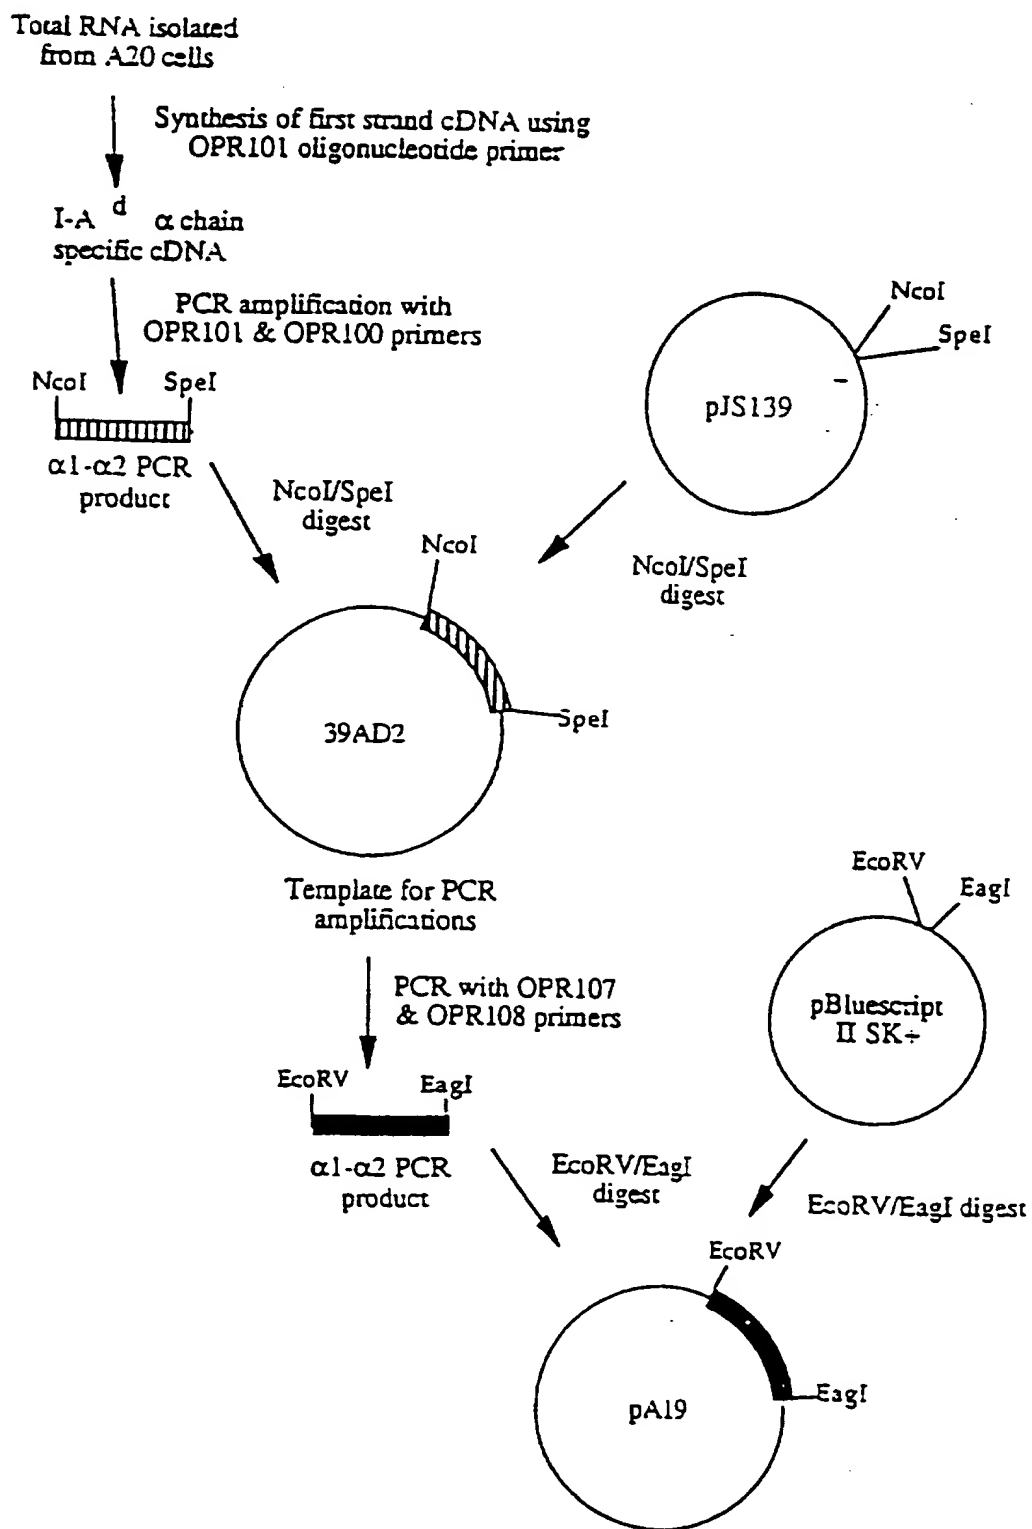 Total RNA isolated
from A20 cells
Synthesis of first strand cDNA using
OPR101 oligonucleotide primer
I-A d α chain
specific cDNA
PCR amplification with
OPR101 & OPR100 primers
NcoI SpeI
α1-α2 PCR
product
NcoI/SpeI
digest
NcoI
SpeI
pJS139
NcoI/SpeI
digest
NcoI
SpeI
39AD2
Template for PCR
amplifications
PCR with OPR107
& OPR108 primers
EcoRV EagI
α1-α2 PCR
product
EcoRV/EagI
digest
EcoRV
EagI
pBluescript
II SK+
EcoRV/EagI digest
EcoRV
EagI
pA19